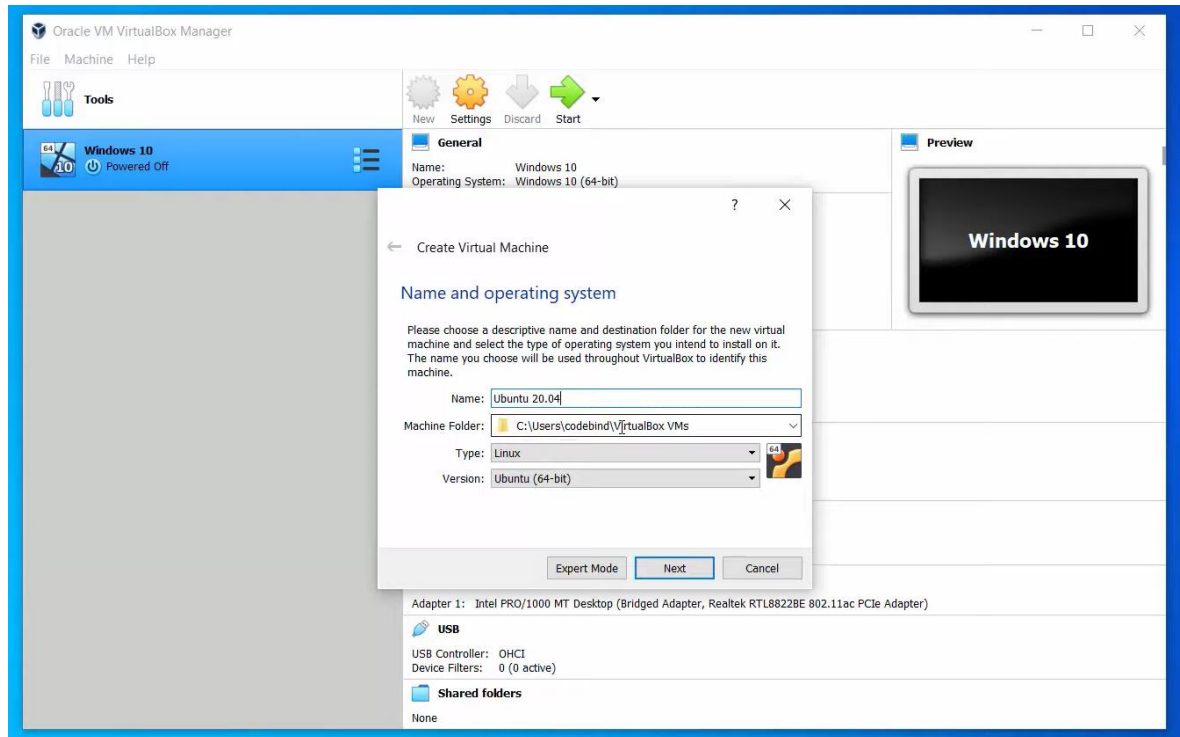 Oracle VM VirtualBox Manager
File Machine Help
Tools
New Settings Discard Start
64
10
Windows 10
Powered Off
General
Name: Windows 10
Operating System: Windows 10 (64-bit)
Preview
Windows 10
?
Create Virtual Machine
Name and operating system
Please choose a descriptive name and destination folder for the new virtual
machine and select the type of operating system you intend to install on it.
The name you choose will be used throughout VirtualBox to identify this
machine.
Name: Ubuntu 20.04
Machine Folder: C:\Users\codebind\VirtualBox VMs
Type: Linux
64
Version: Ubuntu (64-bit)
Expert Mode Next Cancel
Adapter 1: Intel PRO/1000 MT Desktop (Bridged Adapter, Realtek RTL8822BE 802.11ac PCIe Adapter)
USB
USB Controller: OHCI
Device Filters: 0 (0 active)
Shared folders
None